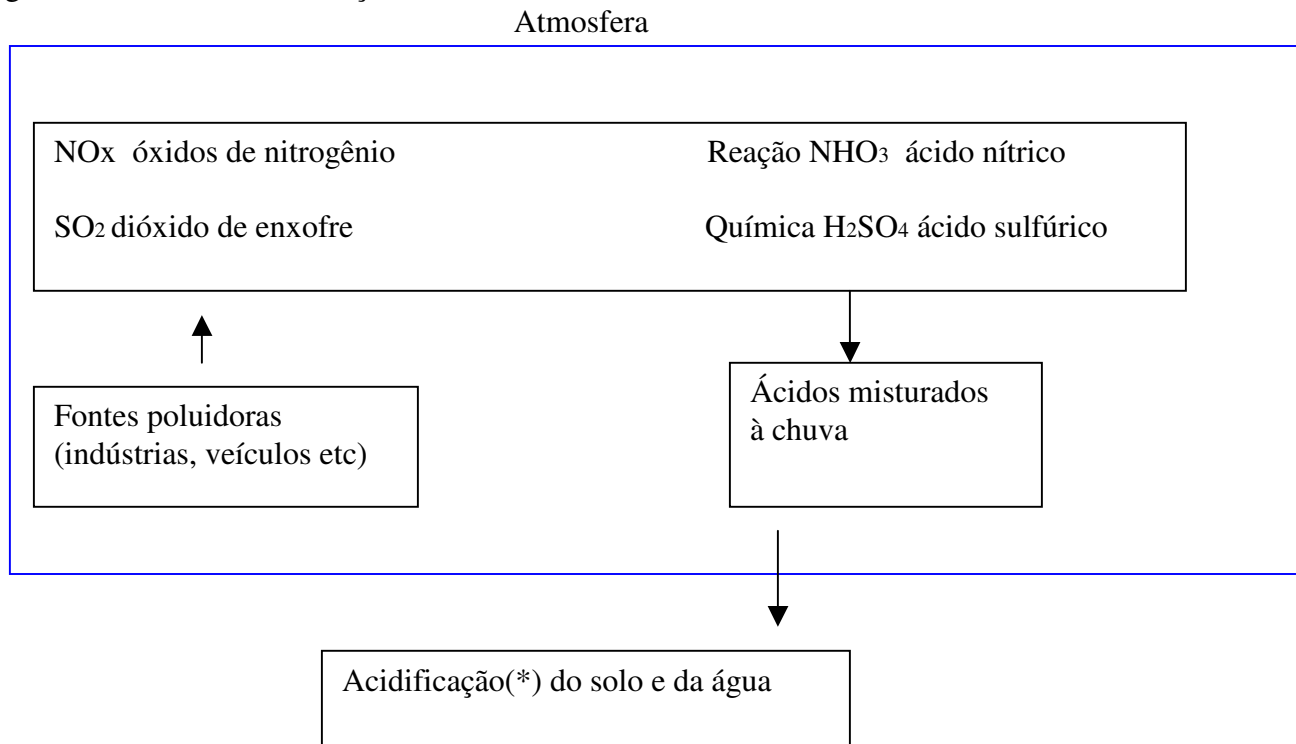 Atmosfera
NOx óxidos de nitrogênio Reação NHO3 ácido nítrico
SO2 dióxido de enxofre Química H2SO4 ácido sulfúrico
Fontes poluidoras
(indústrias, veículos etc)
Ácidos misturados
à chuva
Acidificação(*) do solo e da água